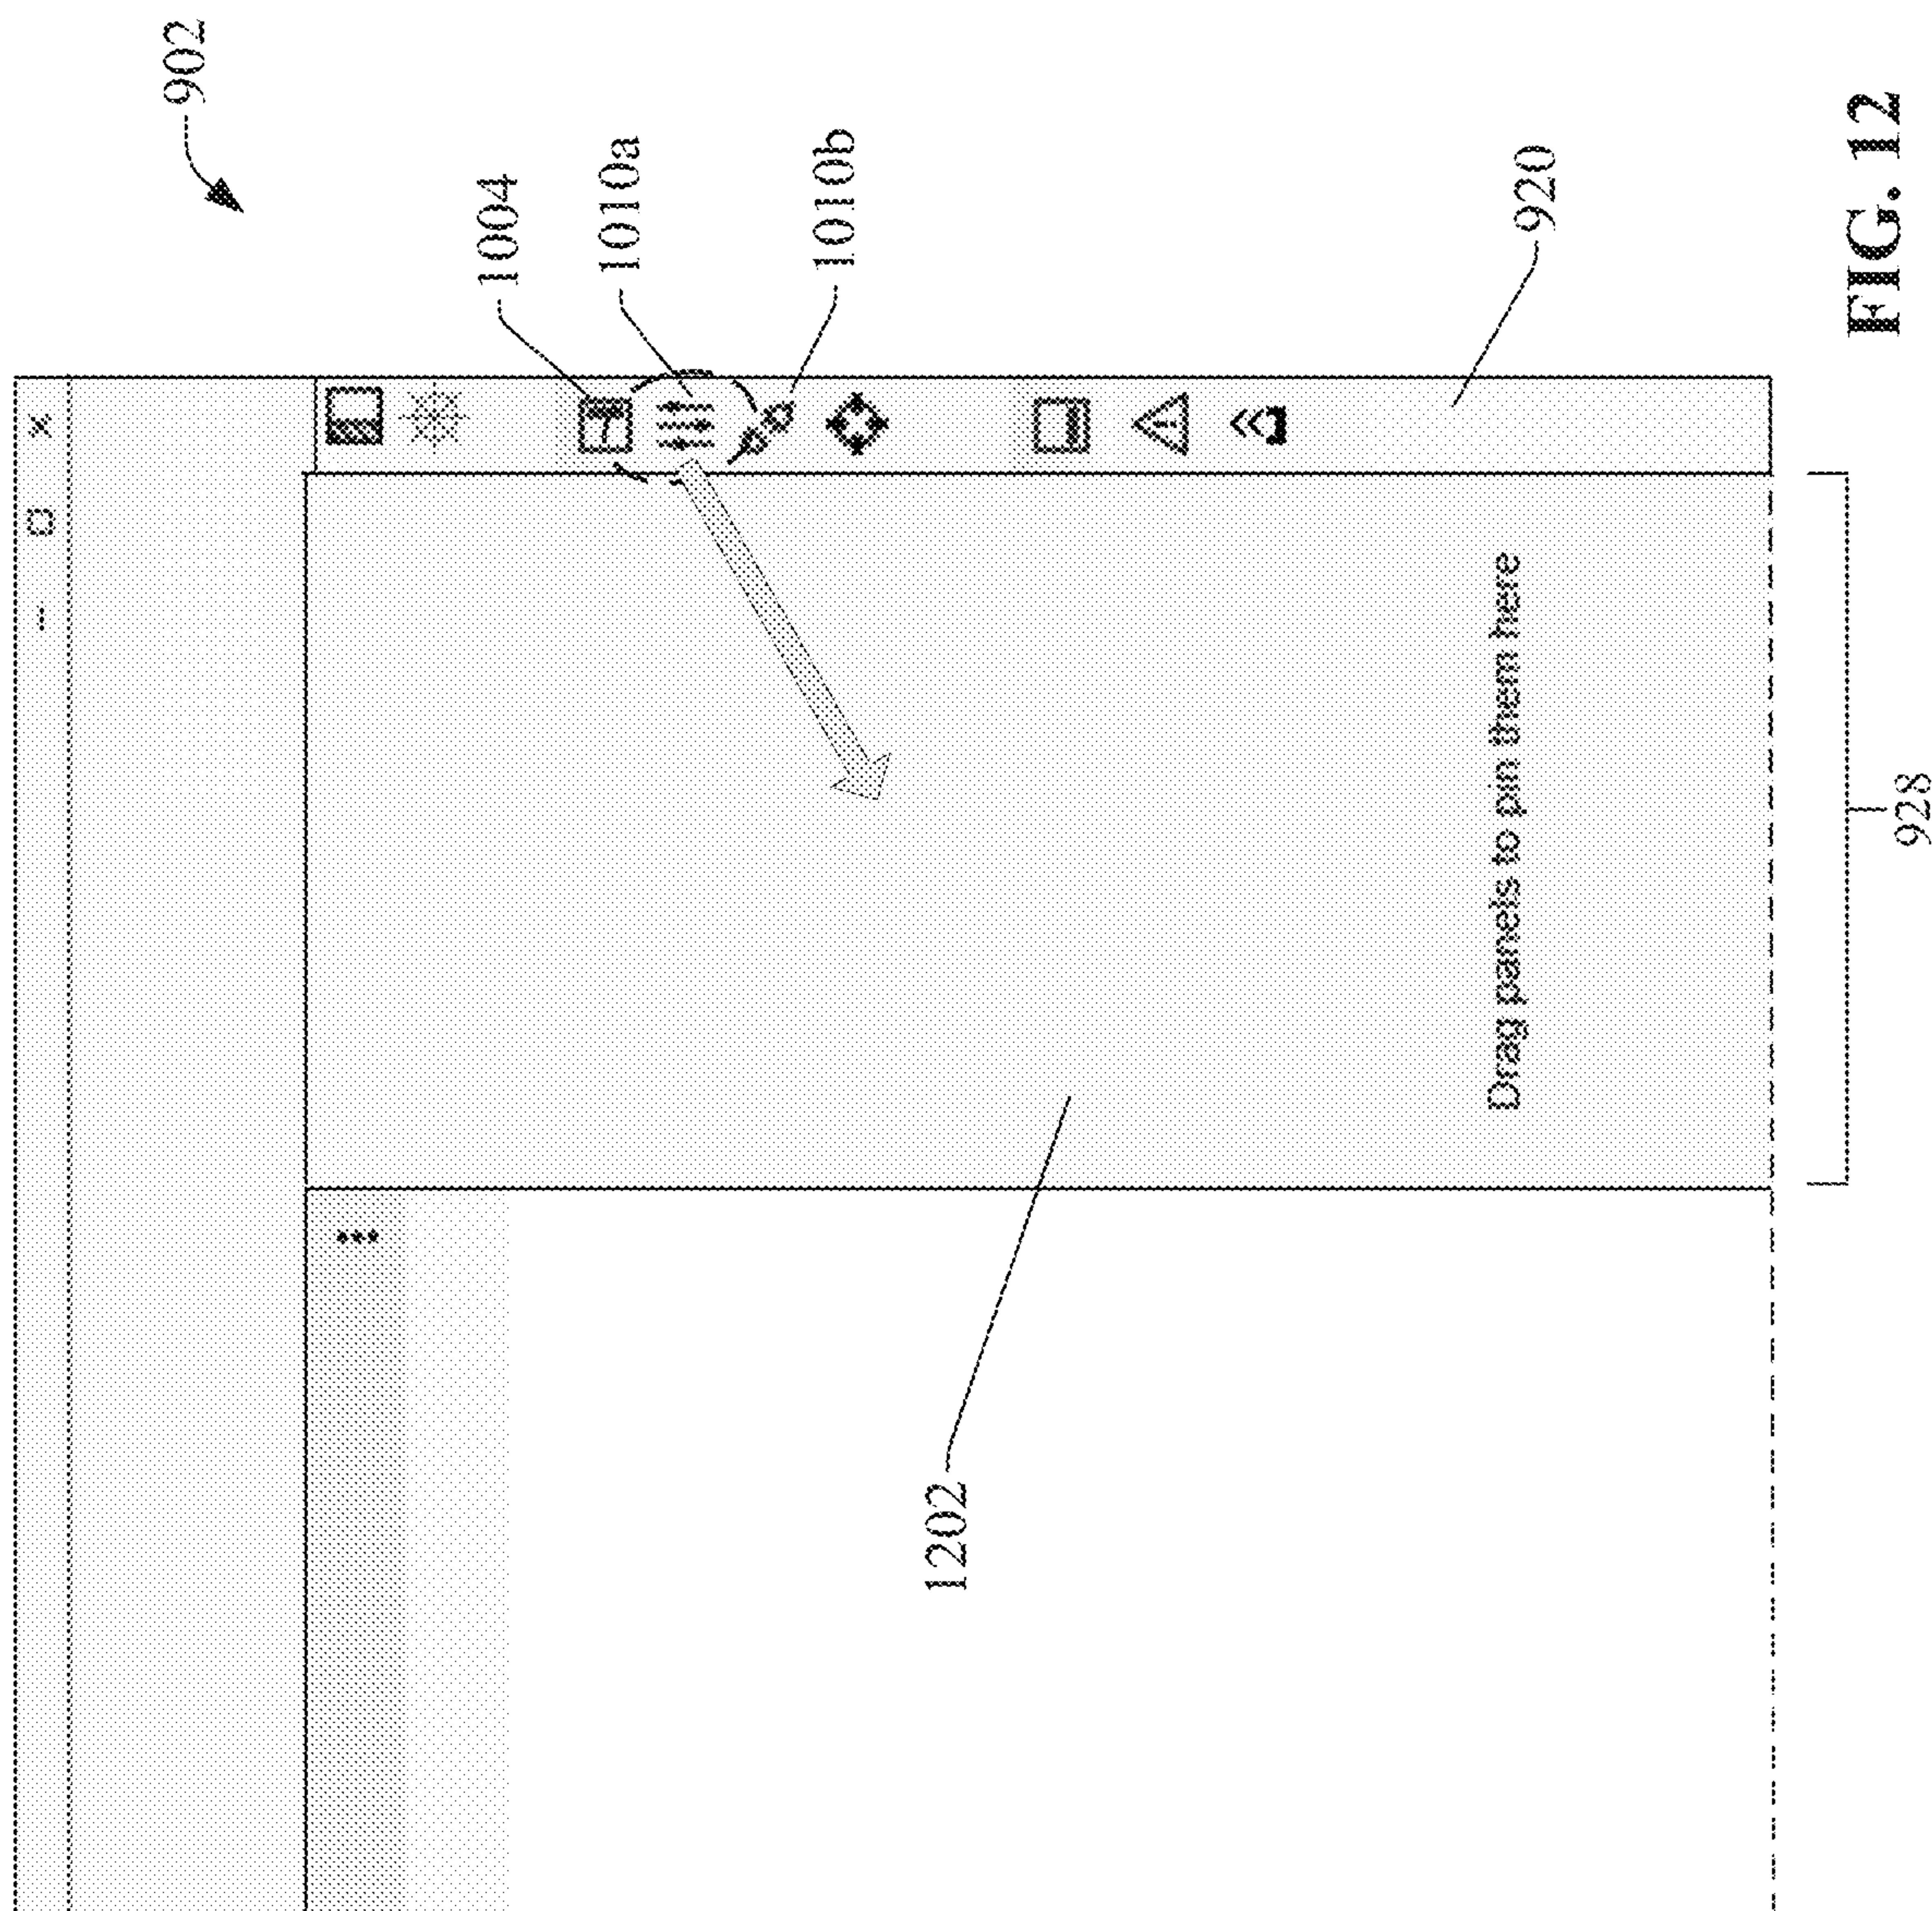 902
1004
1010a
1010b
920
Drag panels to pin them here
1202
928
FIG. 12